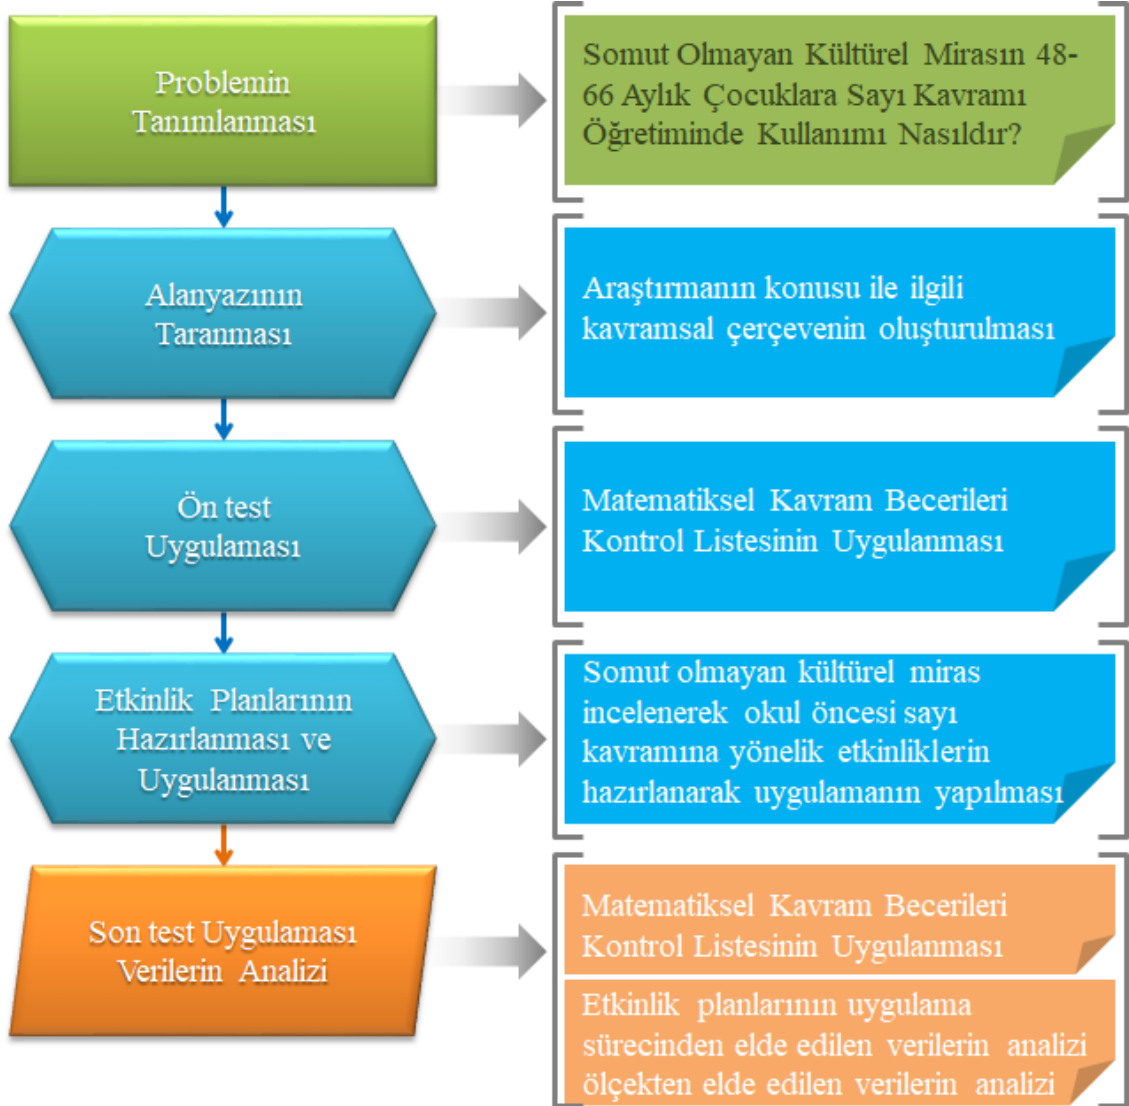 Problemin
Tanımlanması
Somut Olmayan Kültürel Mirasın 48-
66 Aylık Çocuklara Sayı Kavramı
Öğretiminde Kullanımı Nasıldır?
Alanyazının
Taranması
Araştırmanın konusu ile ilgili
kavramsal çerçevenin oluşturulması
Ön test
Uygulaması
Matematiksel Kavram Becerileri
Kontrol Listesinin Uygulanması
Etkinlik Planlarının
Hazırlanması ve
Uygulanması
Somut olmayan kültürel miras
incelenerek okul öncesi sayı
kavramına yönelik etkinliklerin
hazırlanarak uygulamanın yapılması
Son test Uygulaması
Verilerin Analizi
Matematiksel Kavram Becerileri
Kontrol Listesinin Uygulanması
Etkinlik planlarının uygulama
sürecinden elde edilen verilerin analizi
ölçekten elde edilen verilerin analizi